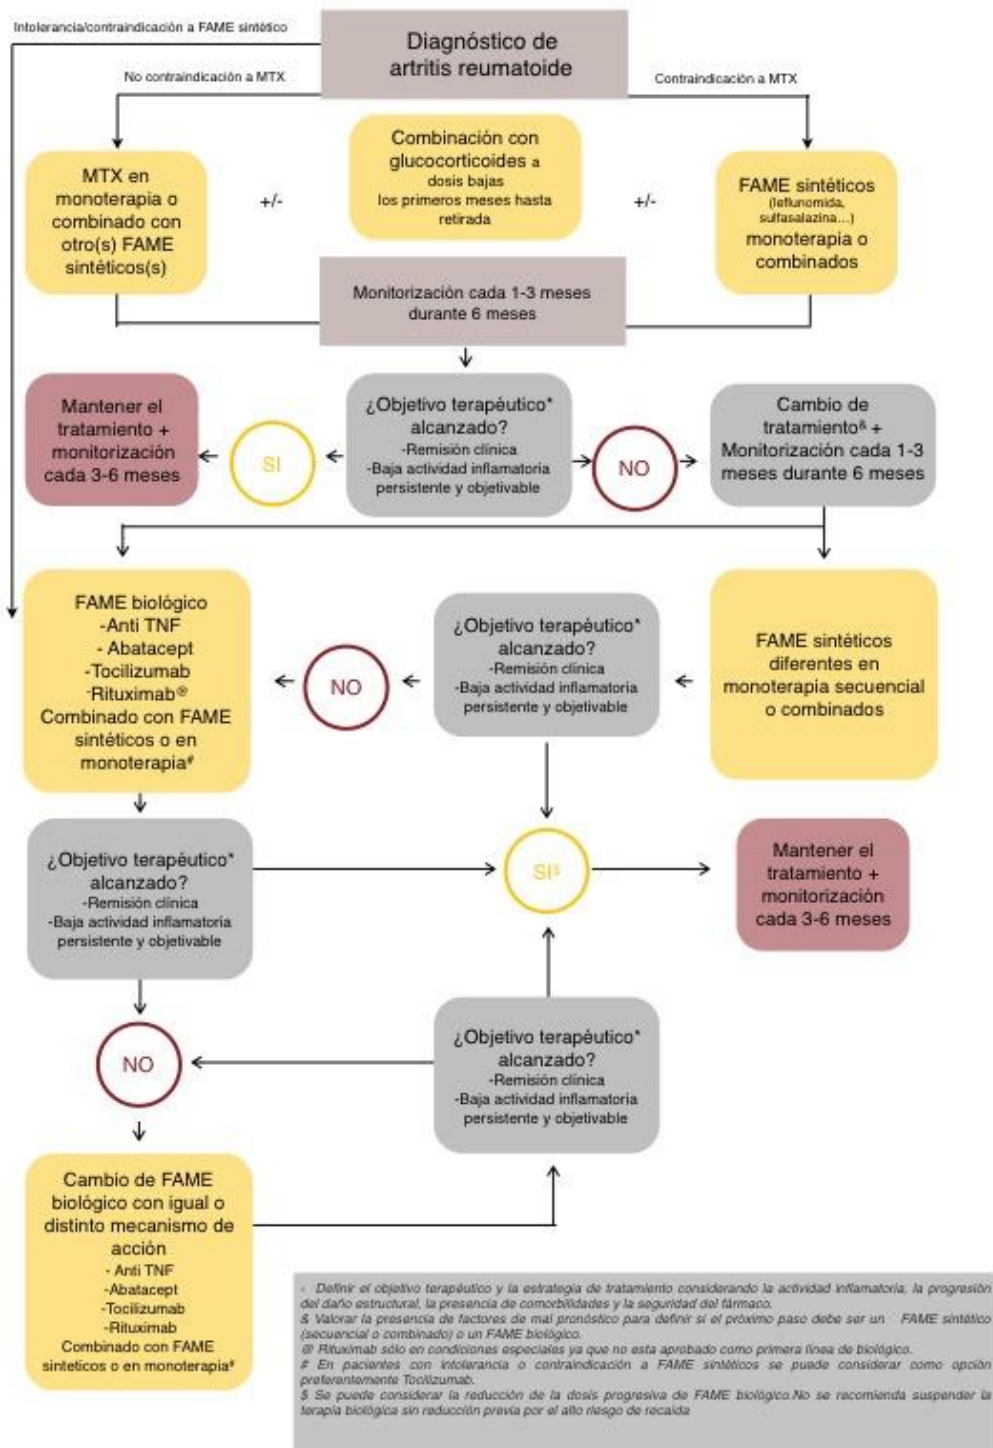 Intolerancia/contraindicación a FAME sintético
Diagnóstico de
artritis reumatoide
No contraindicación a MTX
Contraindicación a MTX
MTX en
monoterapia o
combinado con
otro(s) FAME
sintéticos(s)
+/-
Combinación con
glucocorticoides a
dosis bajas
los primeros meses hasta
retirada
+/-
FAME sintéticos
(leflunomida,
sulfasalazina...)
monoterapia o
combinados
Monitorización cada 1-3 meses
durante 6 meses
Mantener el
tratamiento +
monitorización
cada 3-6 meses
SI
¿Objetivo terapéutico*
alcanzado?
-Remisión clínica
-Baja actividad inflamatoria
persistente y objetivable
NO
Cambio de
tratamiento& +
Monitorización cada 1-3
meses durante 6 meses
FAME biológico
-Anti TNF
- Abatacept
-Tocilizumab
-Rituximab@
Combinado con FAME
sintéticos o en
monoterapia#
NO
¿Objetivo terapéutico*
alcanzado?
-Remisión clínica
-Baja actividad inflamatoria
persistente y objetivable
FAME sintéticos
diferentes en
monoterapia secuencial
o combinados
¿Objetivo terapéutico*
alcanzado?
-Remisión clínica
-Baja actividad inflamatoria
persistente y objetivable
SI$
Mantener el
tratamiento +
monitorización
cada 3-6 meses
NO
¿Objetivo terapéutico*
alcanzado?
-Remisión clínica
-Baja actividad inflamatoria
persistente y objetivable
Cambio de FAME
biológico con igual o
distinto mecanismo de
acción
- Anti TNF
-Abatacept
-Tocilizumab
-Rituximab
Combinado con FAME
sinteticos o en monoterapia#
- Definir el objetivo terapéutico y la estrategia de tratamiento considerando la actividad inflamatoria, la progresión
del daño estructural, la presencia de comorbilidades y la seguridad del fármaco.
& Valorar la presencia de factores de mal pronóstico para definir si el próximo paso debe ser un FAME sintético
(secuencial o combinado) o un FAME biológico.
@ Rituximab sólo en condiciones especiales ya que no esta aprobado como primera línea de biológico.
# En pacientes con intolerancia o contraindicación a FAME sintéticos se puede considerar como opción
preferentemente Tocilizumab.
$ Se puede considerar la reducción de la dosis progresiva de FAME biológico.No se recomienda suspender la
terapia biológica sin reducción previa por el alto riesgo de recaída